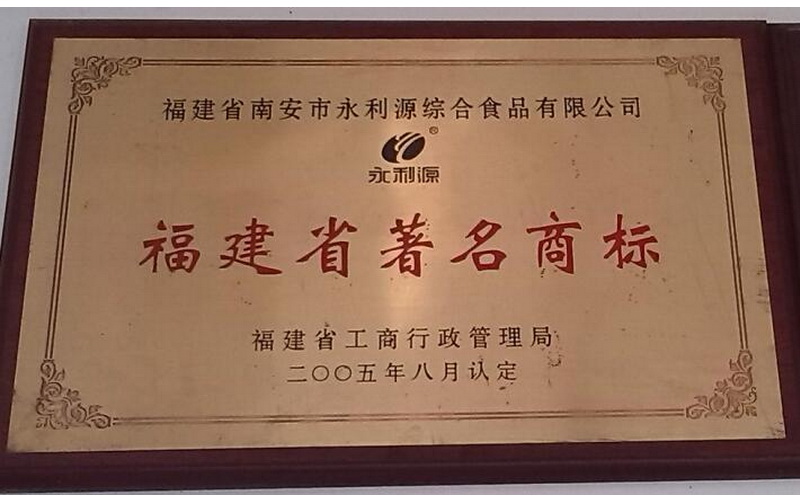 福建省南安市永利源综合食品有限公司
®
永利源
福建省著名商标
福建省工商行政管理局
二〇〇五年八月认定